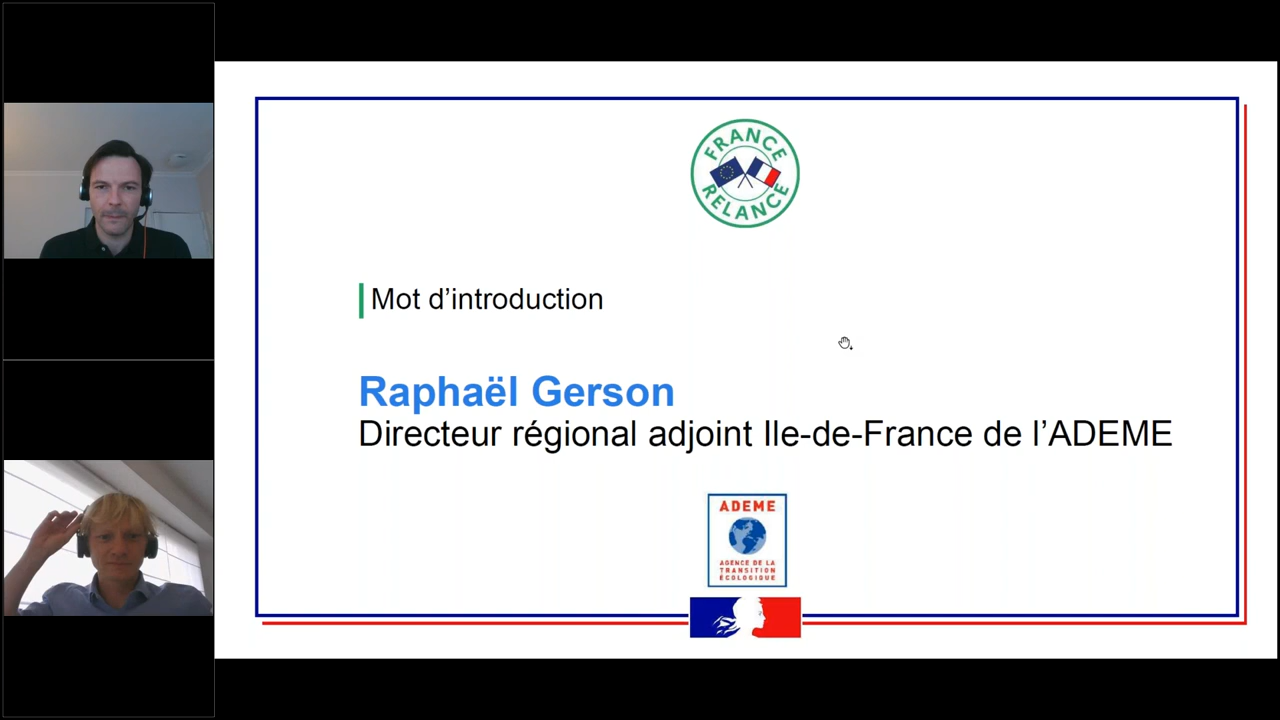 FRANCE
RELANCE
Mot d’introduction
Raphaël Gerson
Directeur régional adjoint Ile-de-France de l’ADEME
ADEME
AGENCE DE LA
TRANSITION
ÉCOLOGIQUE